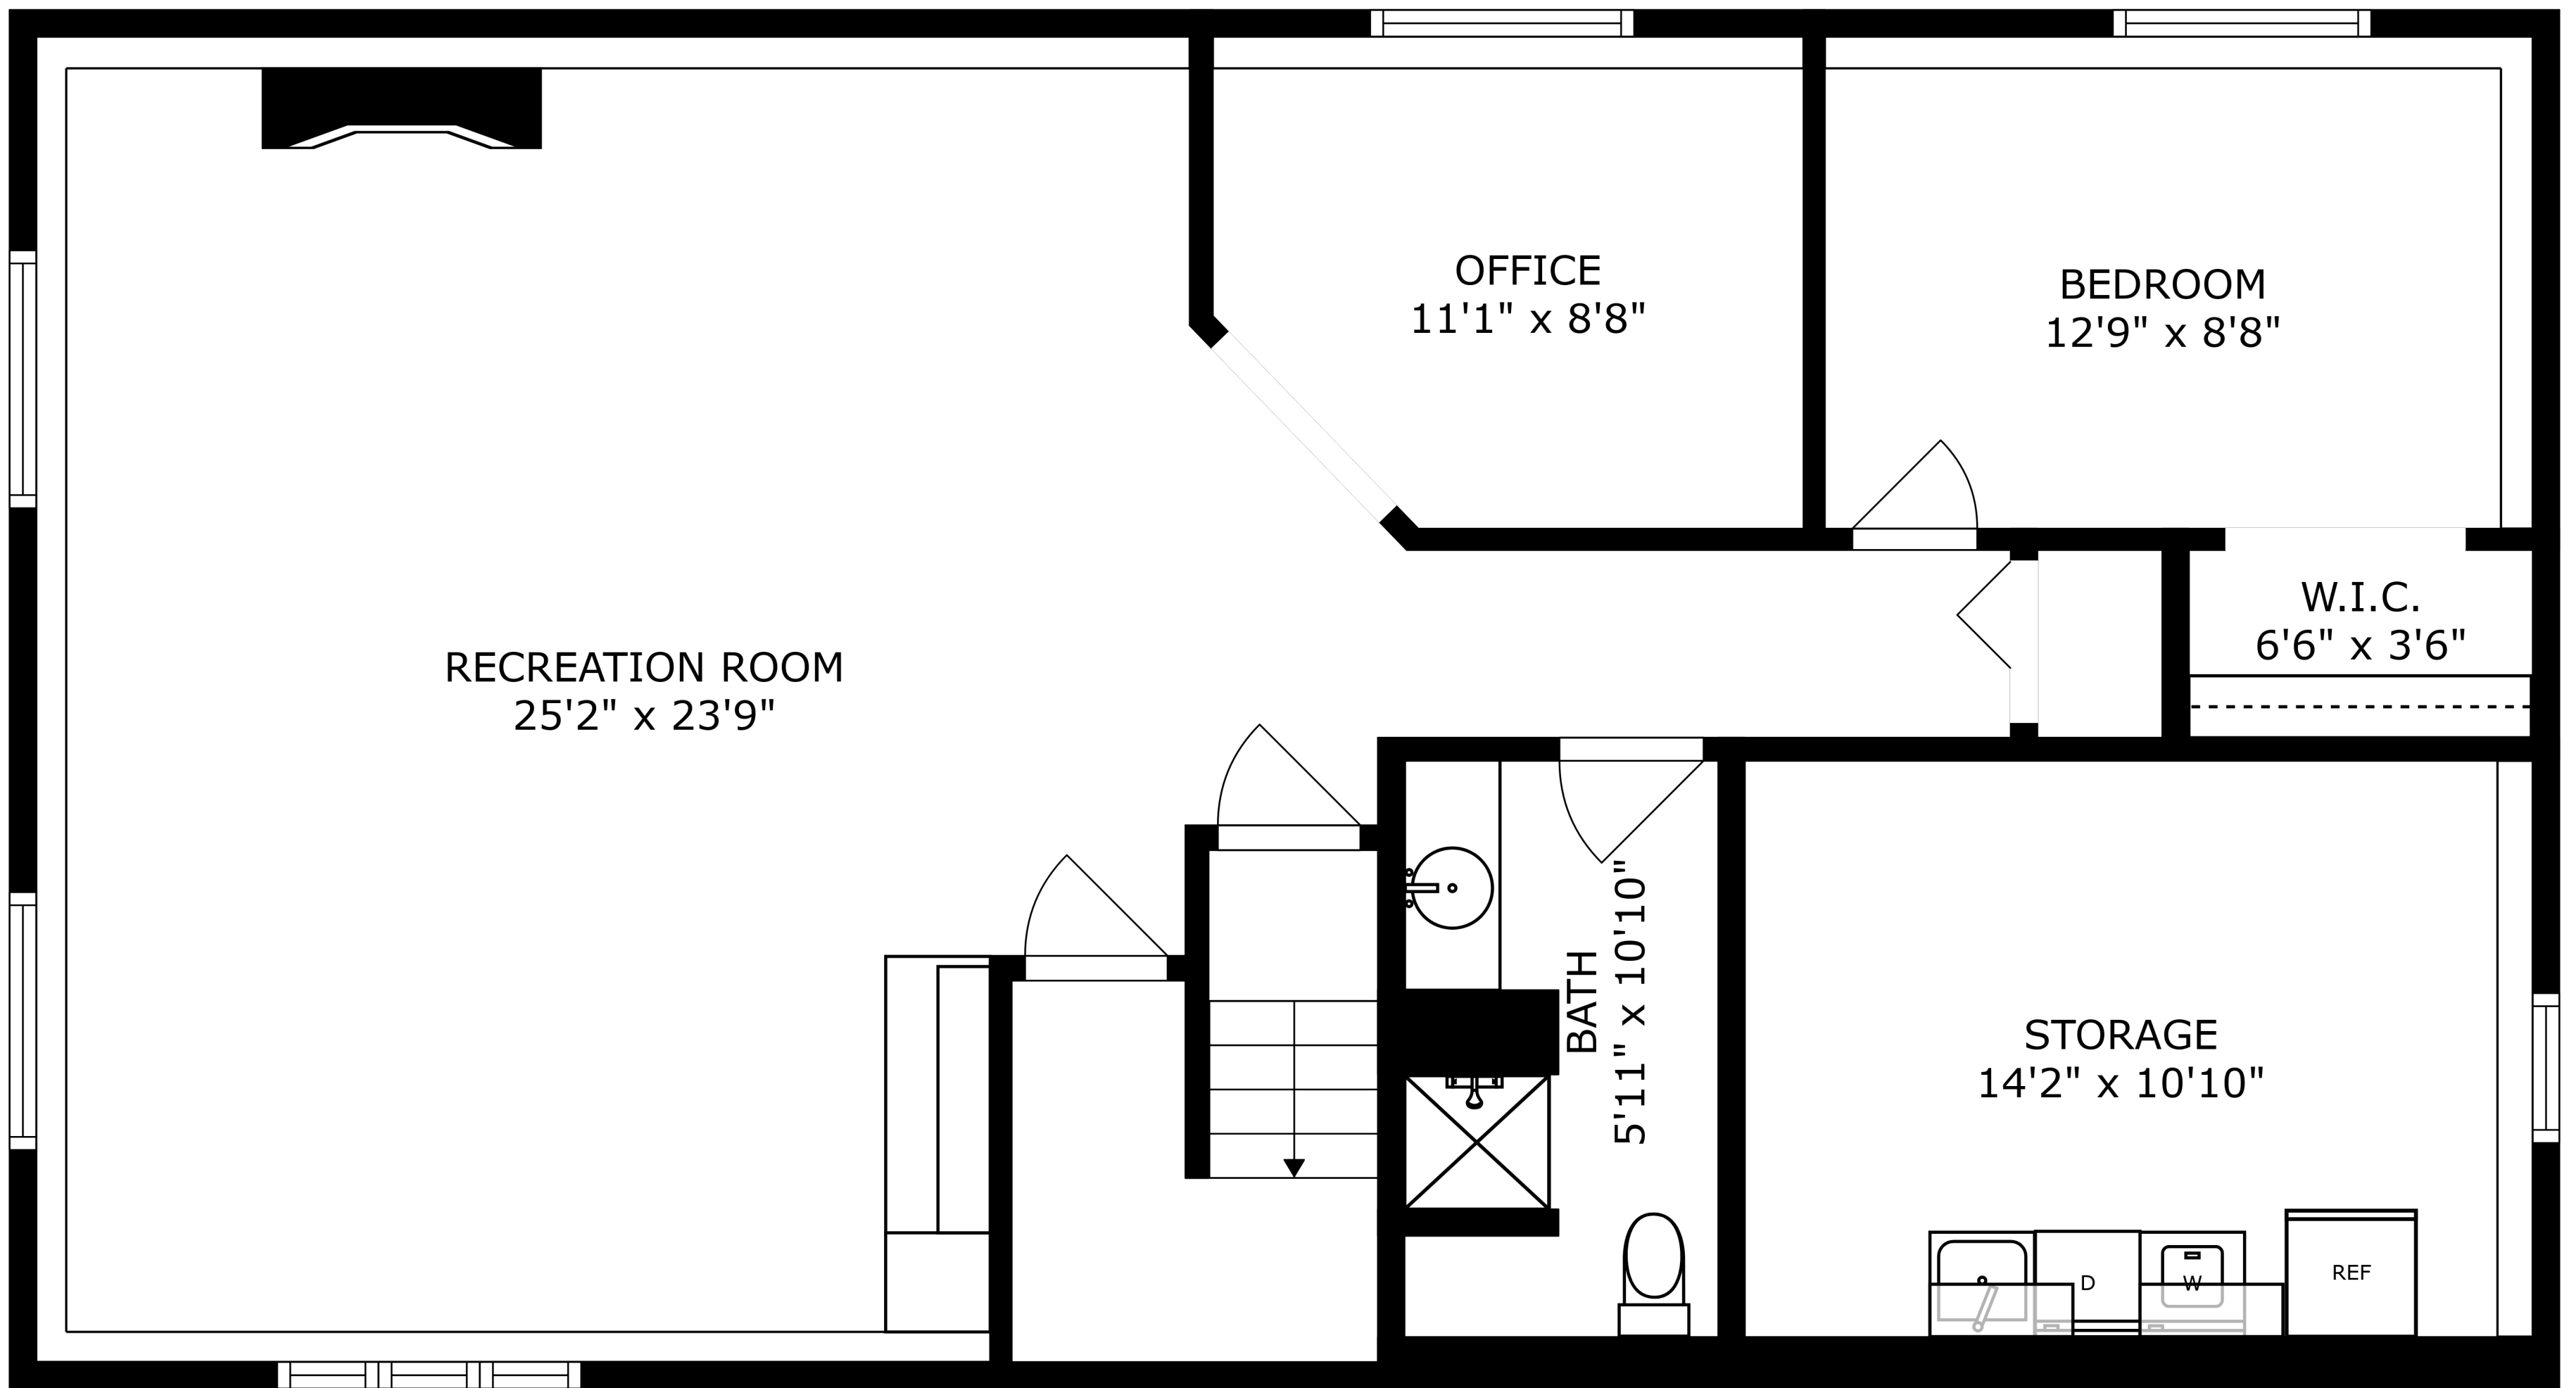 OFFICE
11'1" x 8'8"
BEDROOM
12'9" x 8'8"
W.I.C.
6'6" x 3'6"
RECREATION ROOM
25'2" x 23'9"
BATH
5'11" x 10'10"
STORAGE
14'2" x 10'10"
D
W
REF